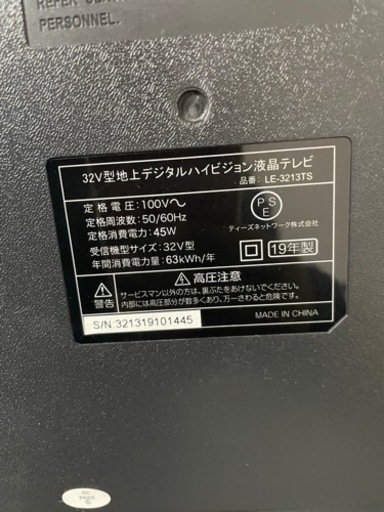 PERSONNEL.
32V型地上デジタルハイビジョン液晶テレビ
品番: LE-3213TS
定格電圧:100V～
定格周波数:50/60Hz
定格消費電力:45W
受信機型サイズ:32V型
年間消費電力量:63kWh/年
P S E
ティーズネットワーク株式会社
19年製
警告
高圧注意
サービスマン以外の方は、裏ぶたをあけないでください。
内部には高圧部分が数多くあり、万一さわると危険です。
S/N:321319101445
MADE IN CHINA
QC
PASS